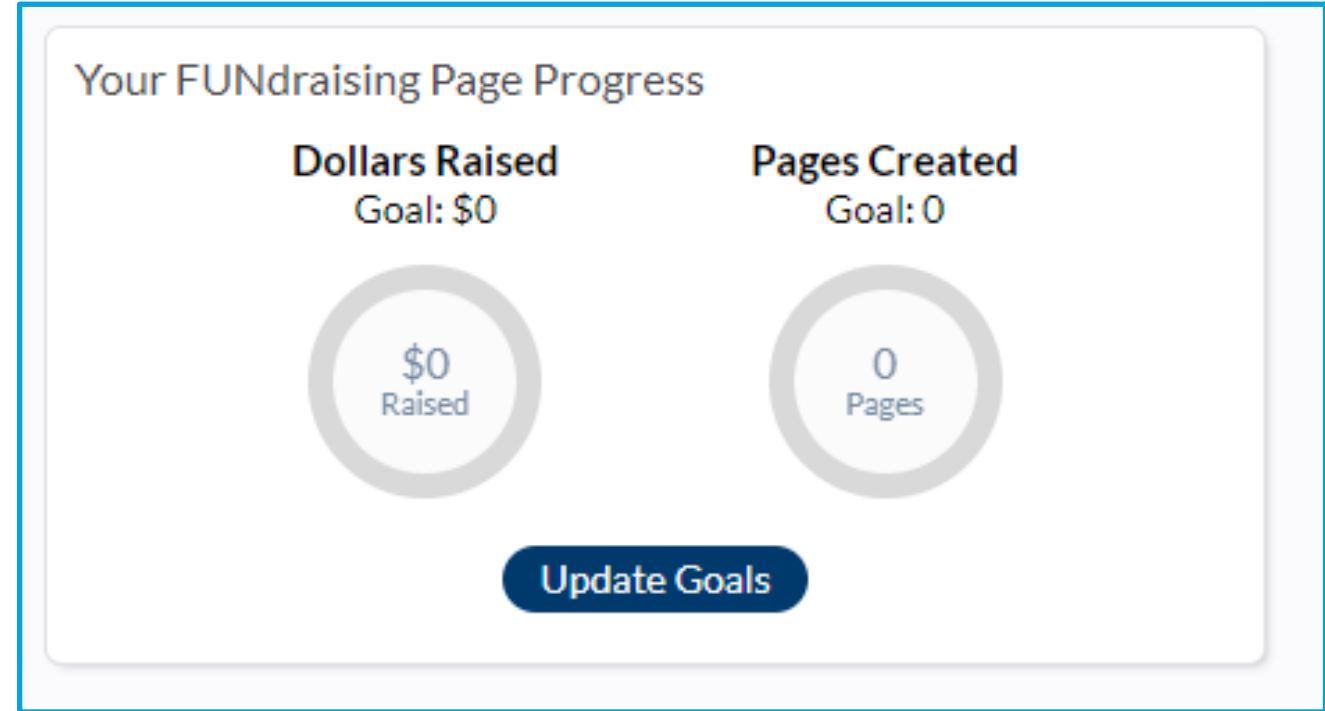 Your FUNdraising Page Progress
Dollars Raised
Goal: $0
$0
Raised
Pages Created
Goal: 0
0
Pages
Update Goals